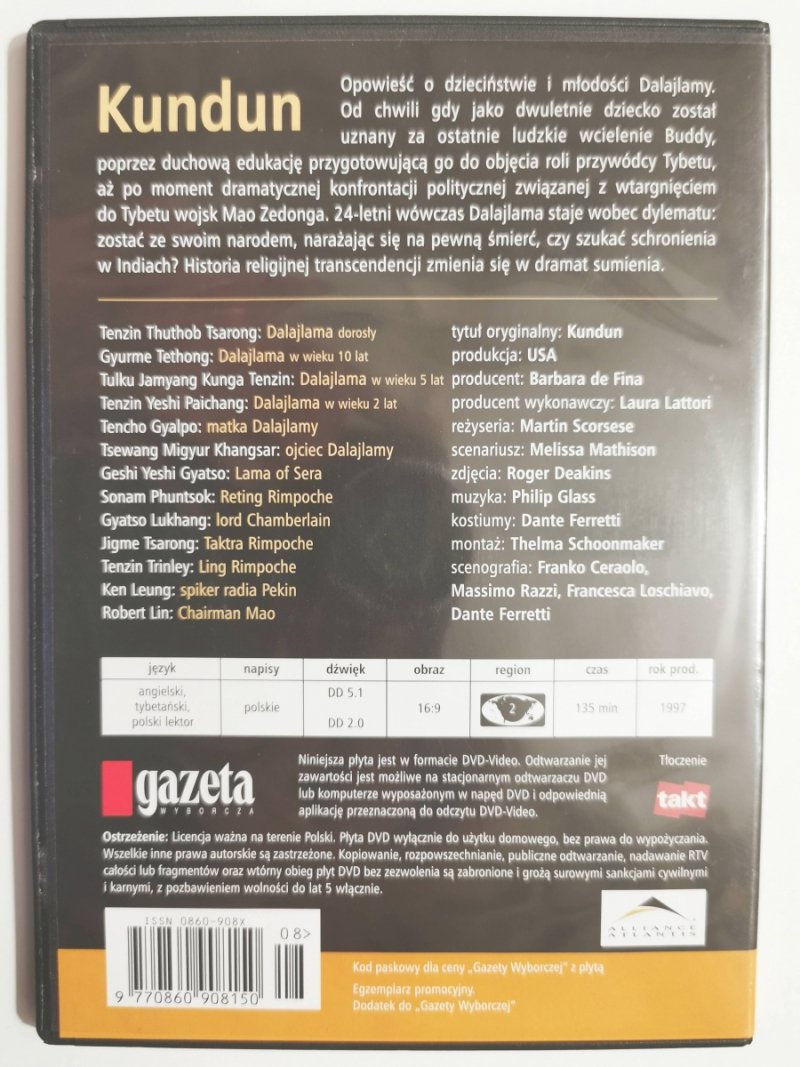 Kundun
Opowieść o dzieciństwie i młodości Dalajlamy.
Od chwili gdy jako dwuletnie dziecko został
uznany za ostatnie ludzkie wcielenie Buddy,
poprzez duchową edukację przygotowującą go do objęcia roli przywódcy Tybetu,
aż po moment dramatycznej konfrontacji politycznej związanej z wtargnięciem
do Tybetu wojsk Mao Zedonga. 24-letni wówczas Dalajlama staje wobec dylematu:
zostać ze swoim narodem, narażając się na pewną śmierć, czy szukać schronienia
w Indiach? Historia religijnej transcendencji zmienia się w dramat sumienia.
Tenzin Thuthob Tsarong: Dalajlama dorosły
Gyurme Tethong: Dalajlama w wieku 10 lat
Tulku Jamyang Kunga Tenzin: Dalajlama w wieku 5 lat
Tenzin Yeshi Paichang: Dalajlama w wieku 2 lat
Tencho Gyalpo: matka Dalajlamy
Tsewang Migyur Khangsar: ojciec Dalajlamy
Geshi Yeshi Gyatso: Lama of Sera
Sonam Phuntsok: Reting Rimpoche
Gyatso Lukhang: lord Chamberlain
Jigme Tsarong: Taktra Rimpoche
Tenzin Trinley: Ling Rimpoche
Ken Leung: spiker radia Pekin
Robert Lin: Chairman Mao
tytuł oryginalny: Kundun
produkcja: USA
producent: Barbara de Fina
producent wykonawczy: Laura Lattori
reżyseria: Martin Scorsese
scenariusz: Melissa Mathison
zdjęcia: Roger Deakins
muzyka: Philip Glass
kostiumy: Dante Ferretti
montaż: Thelma Schoonmaker
scenografia: Franko Ceraolo,
Massimo Razzi, Francesca Loschiavo,
Dante Ferretti
język napisy dźwięk obraz region czas rok prod.
angielski,
tybetański,
polski lektor
polskie
DD 5.1
DD 2.0
16:9
2
135 min
1997
gazeta
WYBORCZA
Niniejsza płyta jest w formacie DVD-Video. Odtwarzanie jej
zawartości jest możliwe na stacjonarnym odtwarzaczu DVD
lub komputerze wyposażonym w napęd DVD i odpowiednią
aplikację przeznaczoną do odczytu DVD-Video.
Tłoczenie
takt
Ostrzeżenie: Licencja ważna na terenie Polski. Płyta DVD wyłącznie do użytku domowego, bez prawa do wypożyczania.
Wszelkie inne prawa autorskie są zastrzeżone. Kopiowanie, rozpowszechnianie, publiczne odtwarzanie, nadawanie RTV
całości lub fragmentów oraz wtórny obieg płyt DVD bez zezwolenia są zabronione i grożą surowymi sankcjami cywilnymi
i karnymi, z pozbawieniem wolności do lat 5 włącznie.
ISSN 0860-908X
08>
9 770860 908150
ALLIANCE
ATLANTIS
Kod paskowy dla ceny „Gazety Wyborczej” z płytą
Egzemplarz promocyjny.
Dodatek do „Gazety Wyborczej”